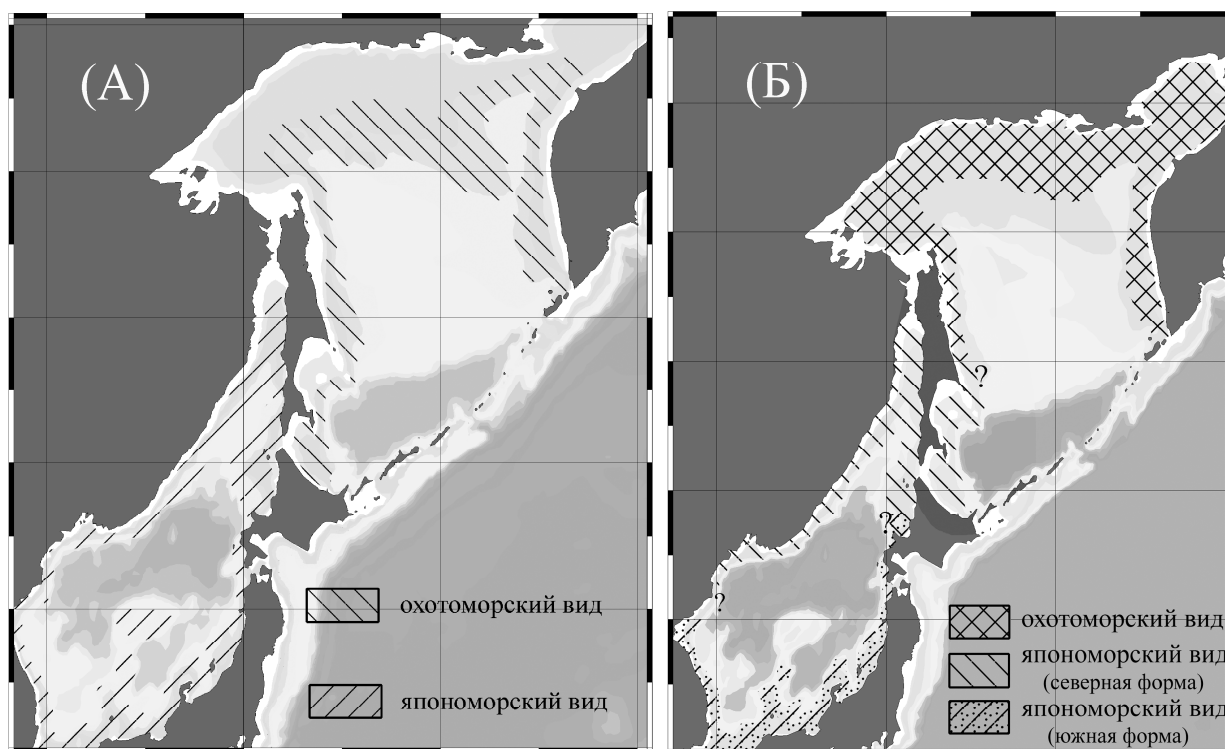 (А)
охотоморский вид
япономорский вид
(Б)
?
?
?
охотоморский вид
япономорский вид
(северная форма)
япономорский вид
(южная форма)